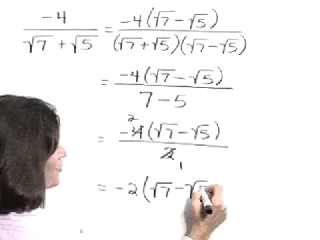 -4 / (√7 + √5) = -4(√7 - √5) / (√7 + √5)(√7 - √5)
= -4(√7 - √5) / 7 - 5
2
= -4(√7 - √5) / 2
1
= -2(√7 - √5